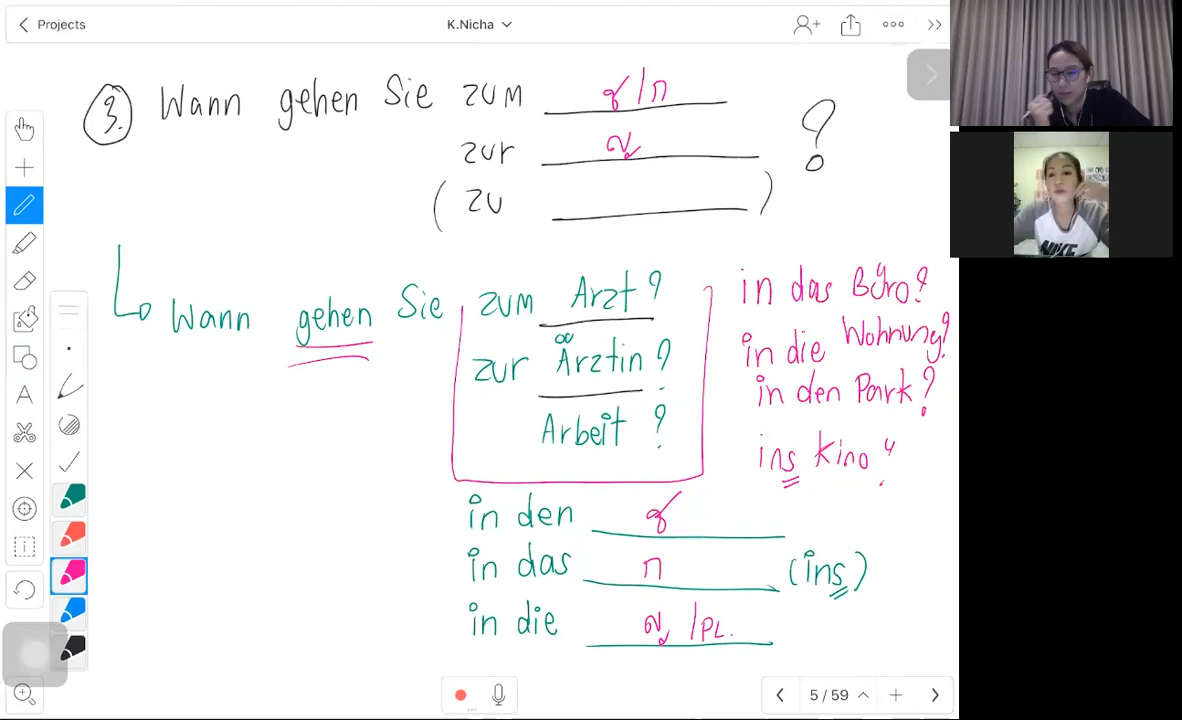 Projects
K.Nicha
3. Wann gehen Sie zum ช/ก
zur ญ ?
( zu )
Wann gehen Sie zum Arzt?
zur Ärztin?
Arbeit?
in das Büro?
in die Wohnung?
in den Park?
ins Kino?
in den ช
in das ก (ins)
in die ญ /PL.
5 / 59
NIKE